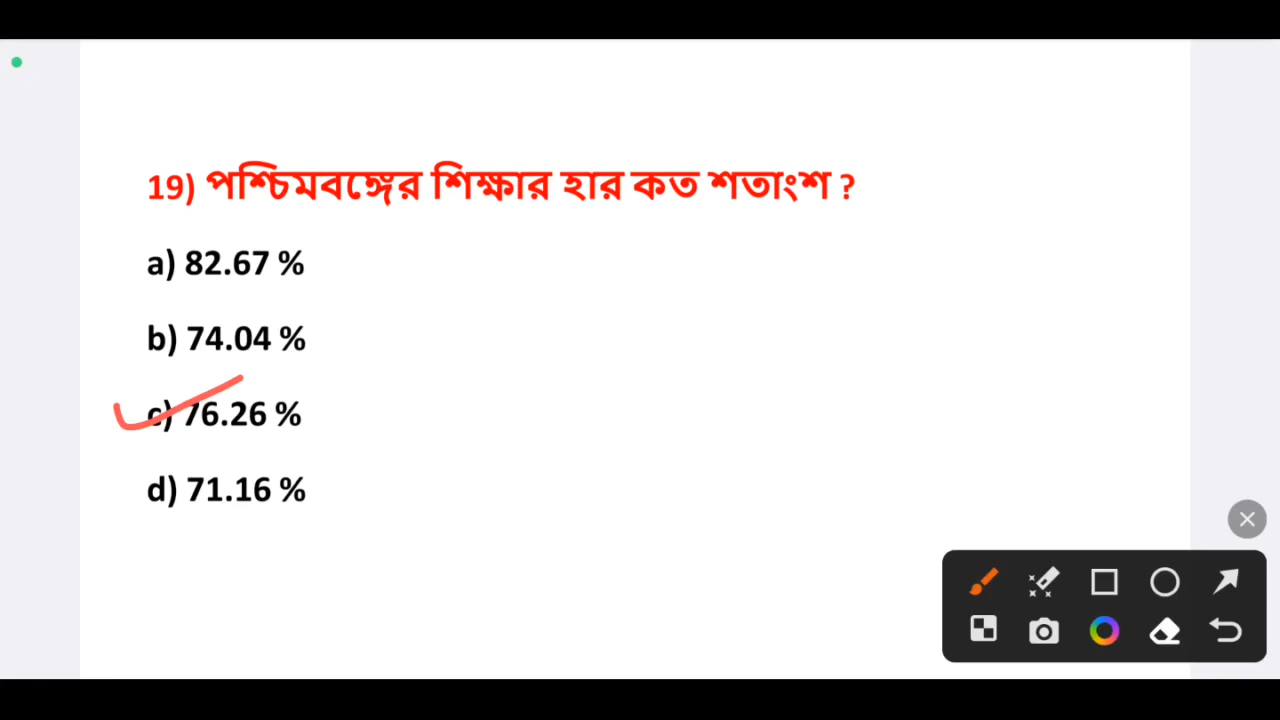 19) পশ্চিমবঙ্গের শিক্ষার হার কত শতাংশ ?
a) 82.67 %
b) 74.04 %
c) 76.26 %
d) 71.16 %